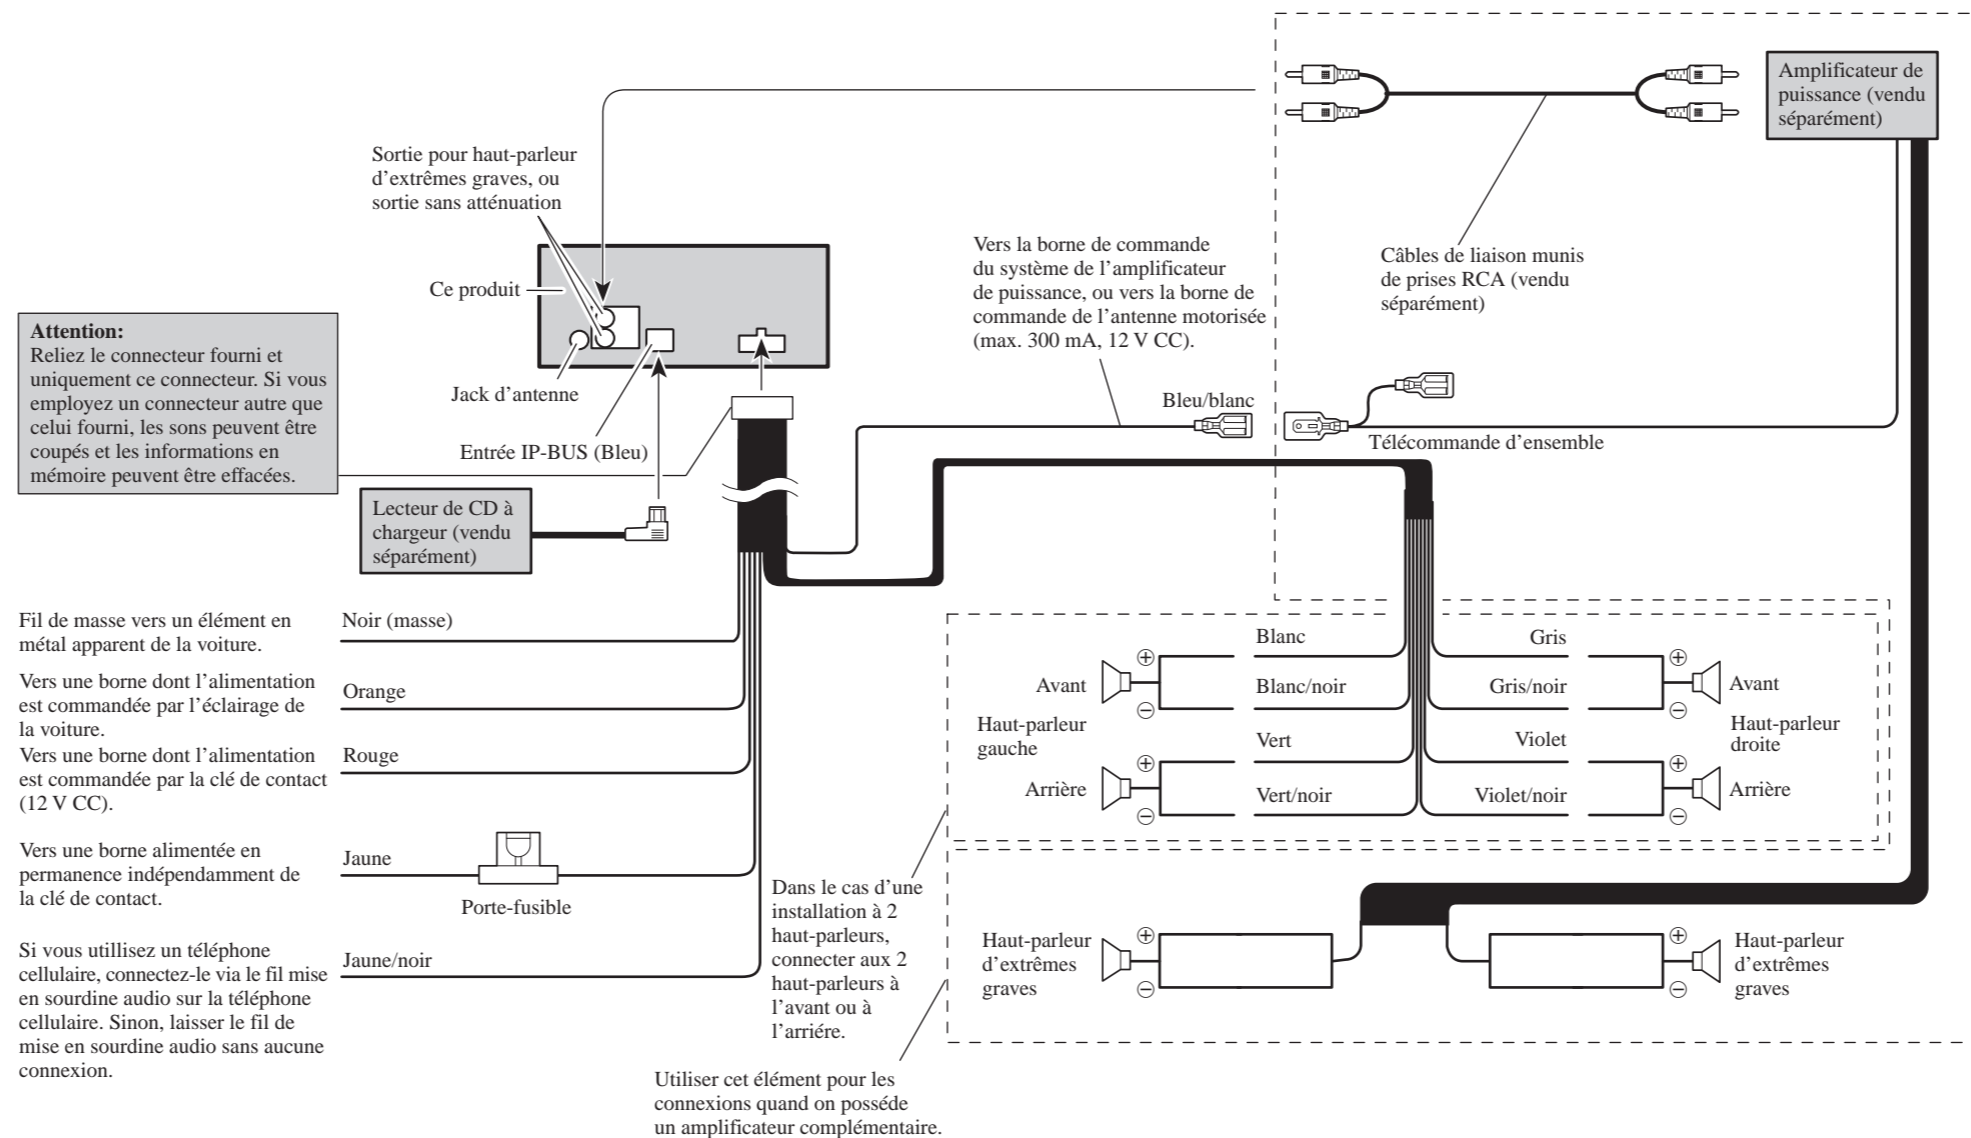 Amplificateur de
puissance (vendu
séparément)
Sortie pour haut-parleur
d'extrêmes graves, ou
sortie sans atténuation
Ce produit
Vers la borne de commande
du système de l'amplificateur
de puissance, ou vers la borne de
commande de l'antenne motorisée
(max. 300 mA, 12 V CC).
Câbles de liaison munis
de prises RCA (vendu
séparément)
Attention:
Reliez le connecteur fourni et
uniquement ce connecteur. Si vous
employez un connecteur autre que
celui fourni, les sons peuvent être
coupés et les informations en
mémoire peuvent être effacées.
Jack d'antenne
Bleu/blanc
Entrée IP-BUS (Bleu)
Télécommande d'ensemble
Lecteur de CD à
chargeur (vendu
séparément)
Fil de masse vers un élément en
métal apparent de la voiture.
Noir (masse)
Vers une borne dont l'alimentation
est commandée par l'éclairage de
la voiture.
Orange
Vers une borne dont l'alimentation
est commandée par la clé de contact
(12 V CC).
Rouge
Vers une borne alimentée en
permanence indépendamment de
la clé de contact.
Jaune
Porte-fusible
Si vous utillisez un téléphone
cellulaire, connectez-le via le fil mise
en sourdine audio sur la téléphone
cellulaire. Sinon, laisser le fil de
mise en sourdine audio sans aucune
connexion.
Jaune/noir
Blanc
Gris
⊕
⊕
Avant
Blanc/noir
Gris/noir
Avant
⊖
⊖
Haut-parleur
gauche
Vert
Violet
Haut-parleur
droite
⊕
⊕
Arrière
Vert/noir
Violet/noir
Arrière
⊖
⊖
Dans le cas d'une
installation à 2
haut-parleurs,
connecter aux 2
haut-parleurs à
l'avant ou à
l'arriére.
⊕
⊕
Haut-parleur
d'extrêmes
graves
Haut-parleur
d'extrêmes
graves
⊖
⊖
Utiliser cet élément pour les
connexions quand on posséde
un amplificateur complémentaire.